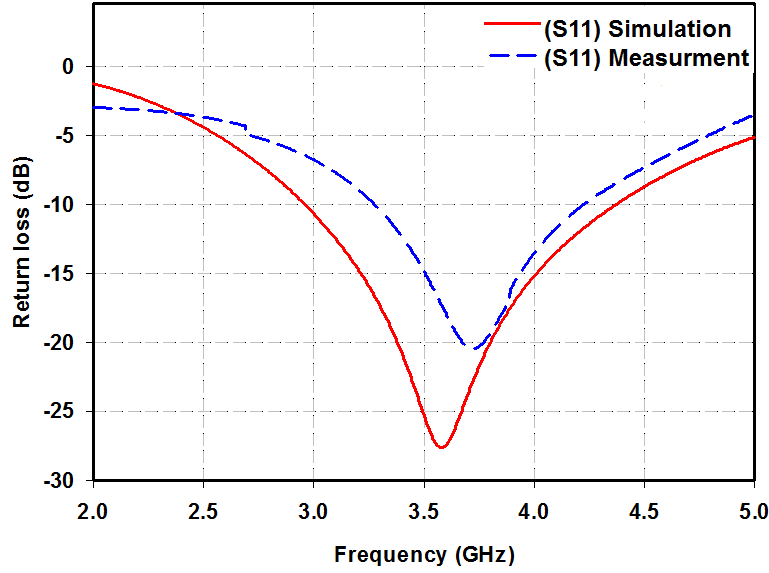 (S11) Simulation
(S11) Measurment
0
-5
-10
-15
-20
-25
-30
2.0 2.5 3.0 3.5 4.0 4.5 5.0
Return loss (dB)
Frequency (GHz)